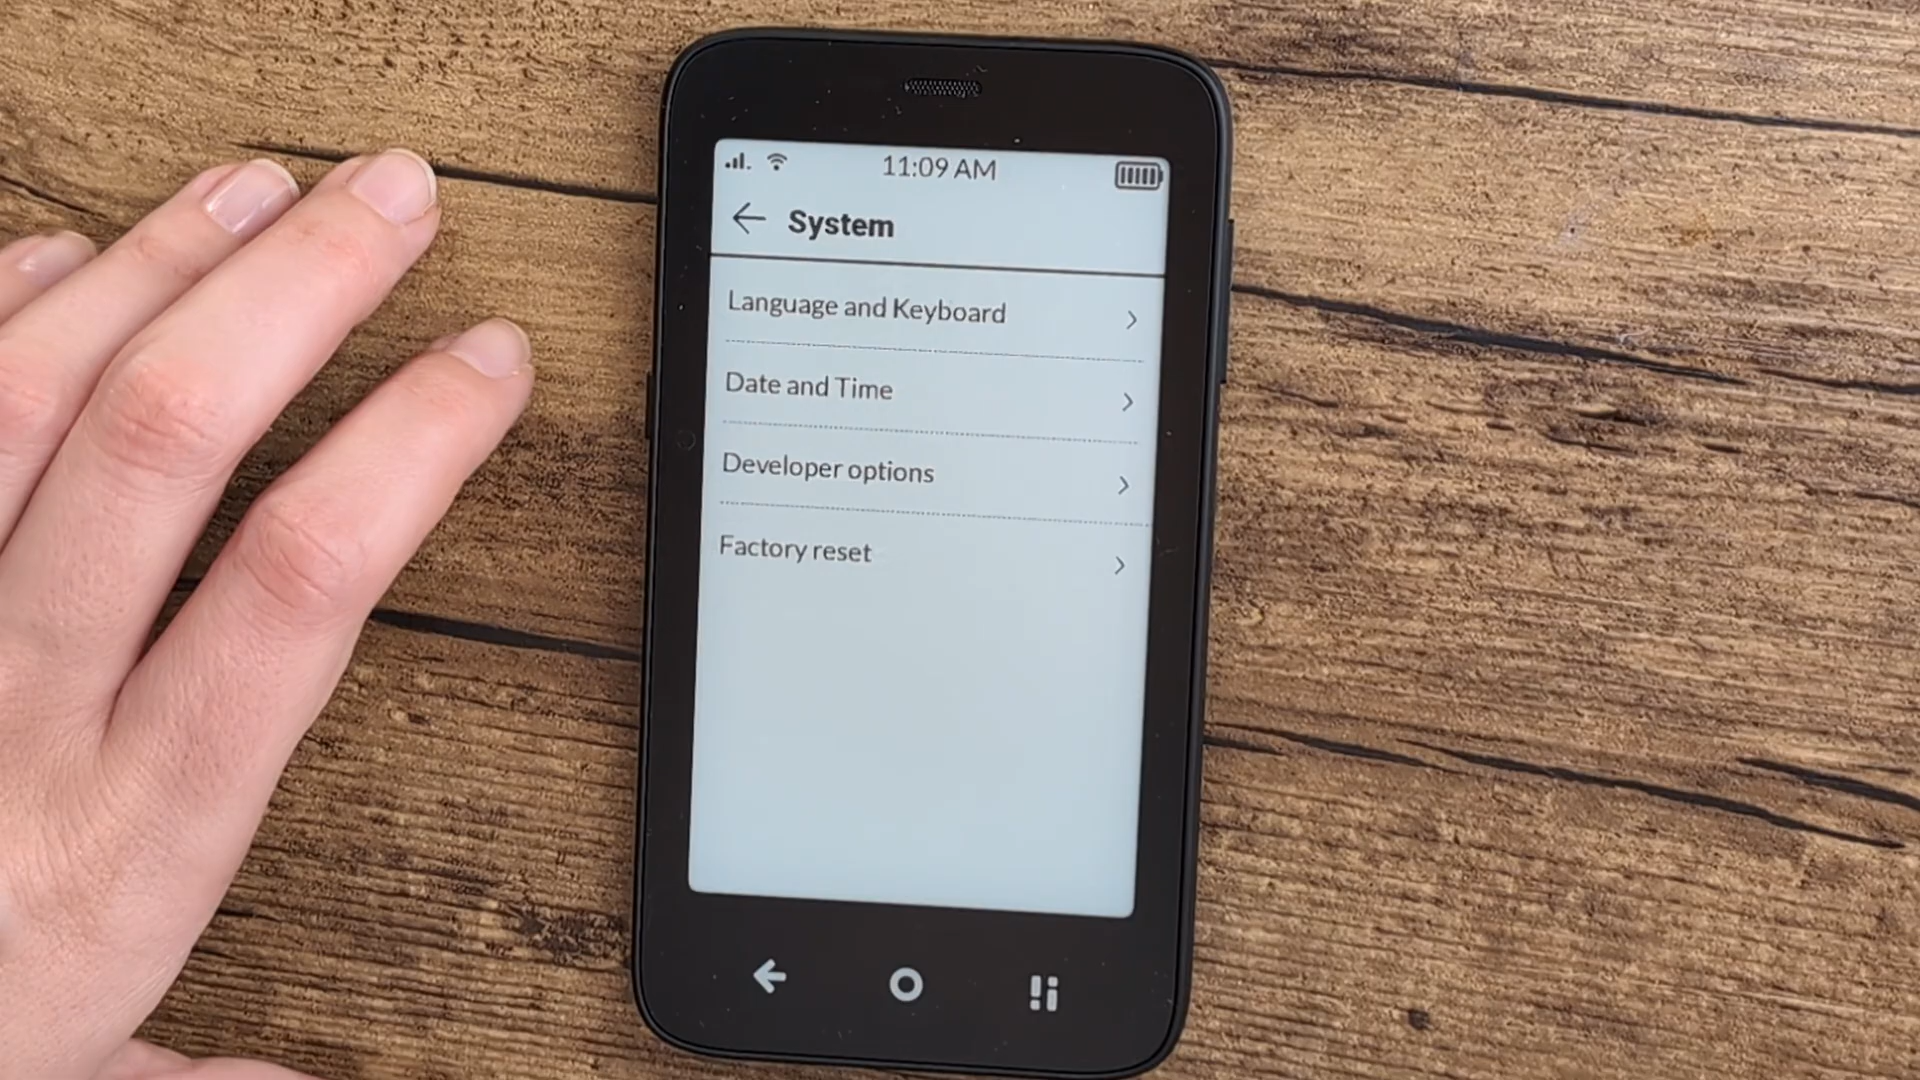 11:09 AM
System
Language and Keyboard
Date and Time
Developer options
Factory reset